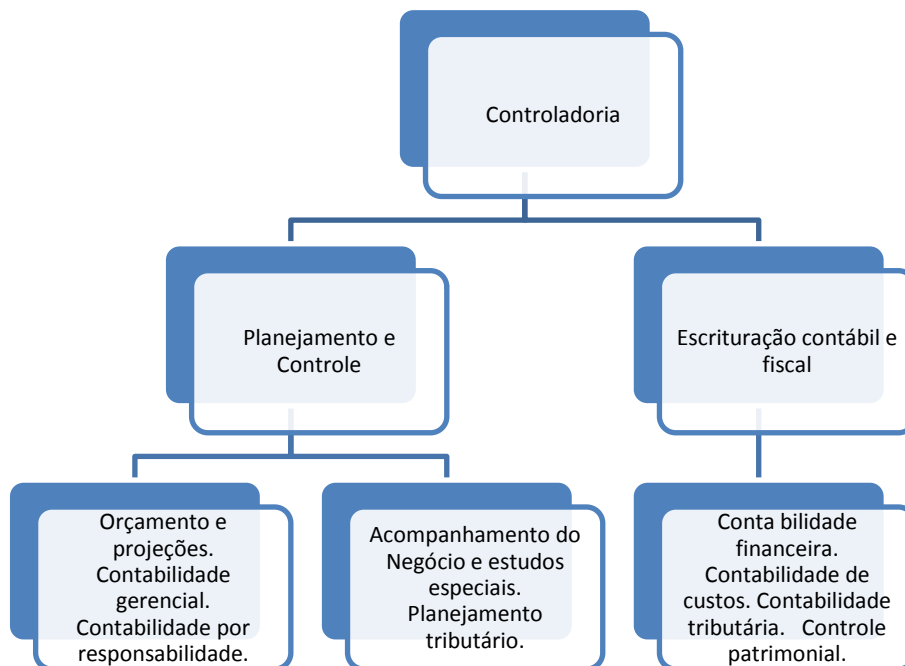 Controladoria
Planejamento e
Controle
Escrituração contábil e
fiscal
Orçamento e
projeções.
Contabilidade
gerencial.
Contabilidade por
responsabilidade.
Acompanhamento do
Negócio e estudos
especiais.
Planejamento
tributário.
Conta bilidade
financeira.
Contabilidade de
custos. Contabilidade
tributária. Controle
patrimonial.